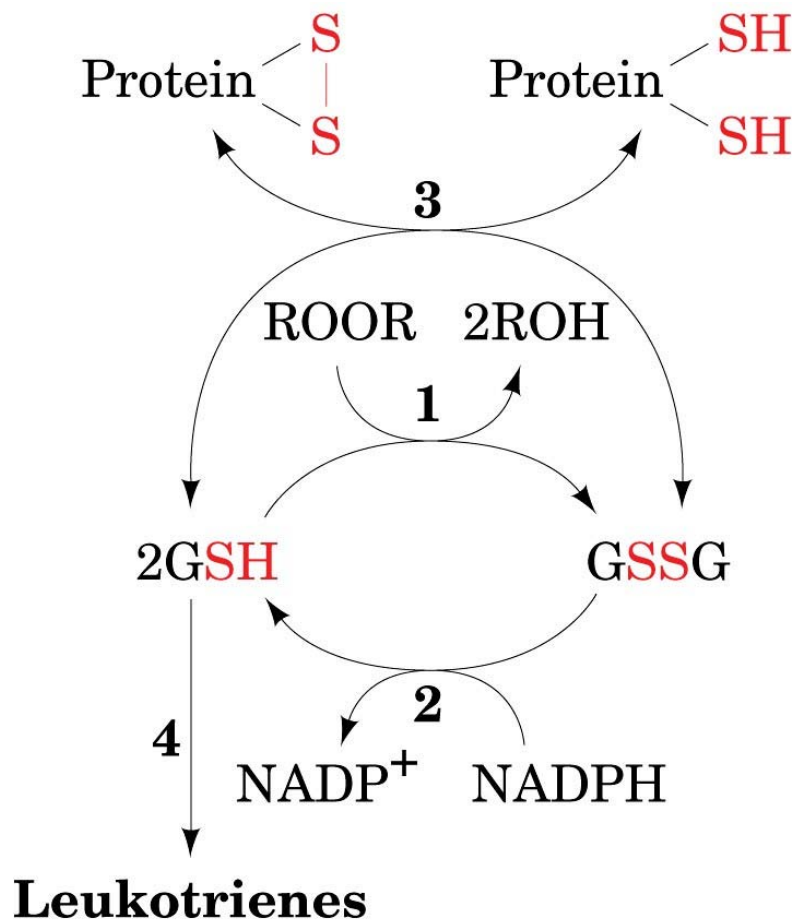 S
SH
Protein
Protein
S
SH
3
ROOR 2ROH
1
2GSH
GSSG
2
4
NADP⁺ NADPH
Leukotrienes